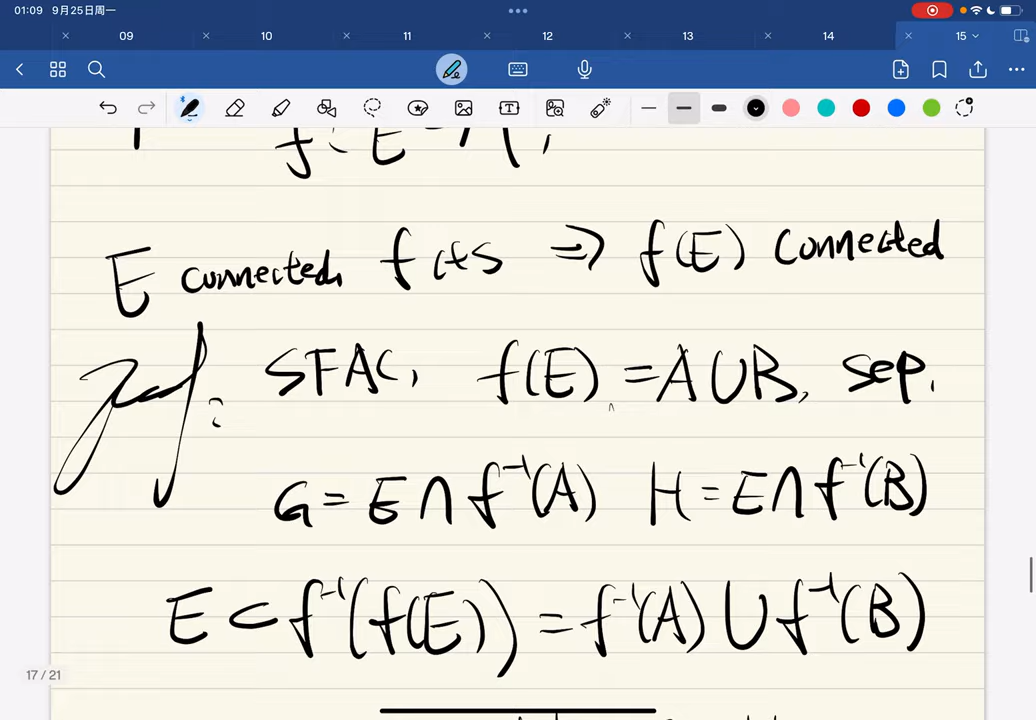 01:09 9月25日周一
09 10 11 12 13 14 15
f(E
E connected, f cts ⇒ f(E) connected
pf: SFAC, f(E) = A ∪ B, sep.
G = E ∩ f⁻¹(A) H = E ∩ f⁻¹(B)
E ⊂ f⁻¹(f(E)) = f⁻¹(A) ∪ f⁻¹(B)
17 / 21